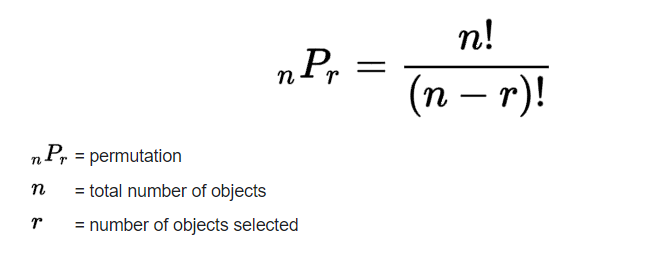 nPr = n! / (n − r)!
nPr = permutation
n = total number of objects
r = number of objects selected